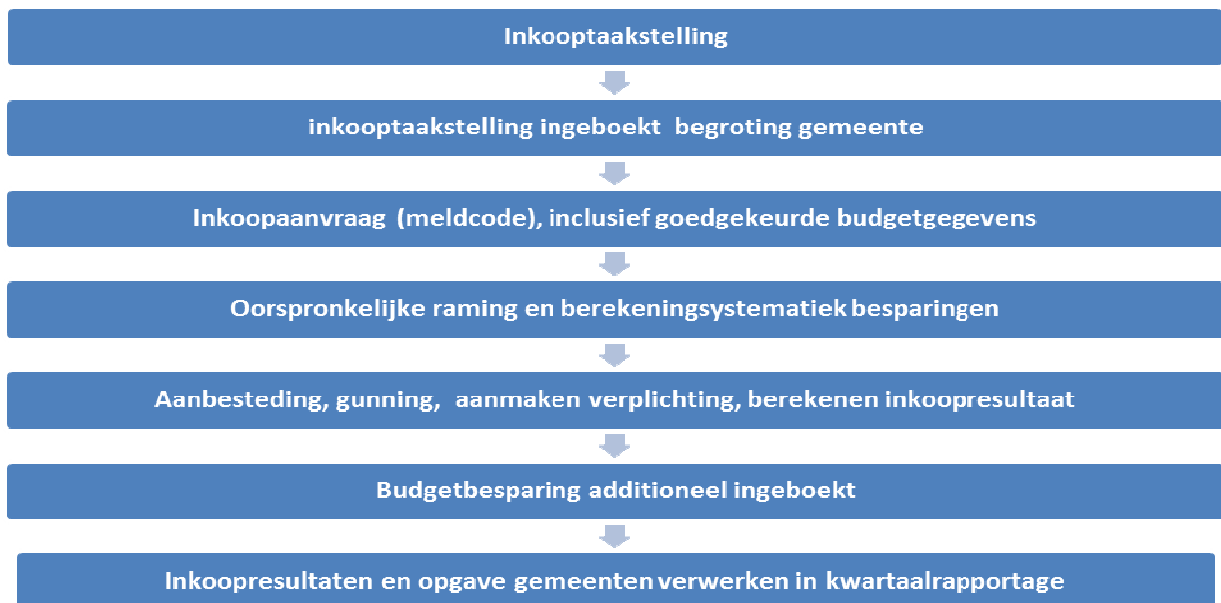 Inkooptaakstelling
inkooptaakstelling ingeboekt begroting gemeente
Inkoopaanvraag (meldcode), inclusief goedgekeurde budgetgegevens
Oorspronkelijke raming en berekeningsystematiek besparingen
Aanbesteding, gunning, aanmaken verplichting, berekenen inkoopresultaat
Budgetbesparing additioneel ingeboekt
Inkoopresultaten en opgave gemeenten verwerken in kwartaalrapportage